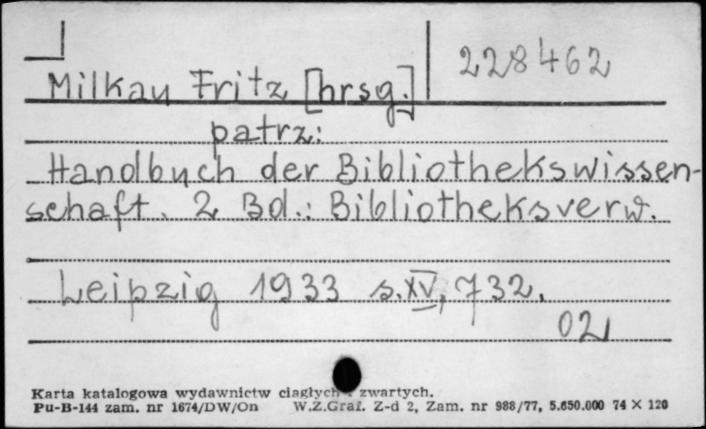 228462
Milkau Fritz [hrsg.]
patrz:
Handbuch der Bibliothekswissen-
schaft. 2 Bd.: Bibliotheksverw.
Leipzig 1933 s.XV, 732.
02
Karta katalogowa wydawnictw ciągłych i zwartych.
Pu-B-144 zam. nr 1674/DW/On W.Z.Graf. Z-d 2, Zam. nr 988/77, 5.650.000 74 × 120